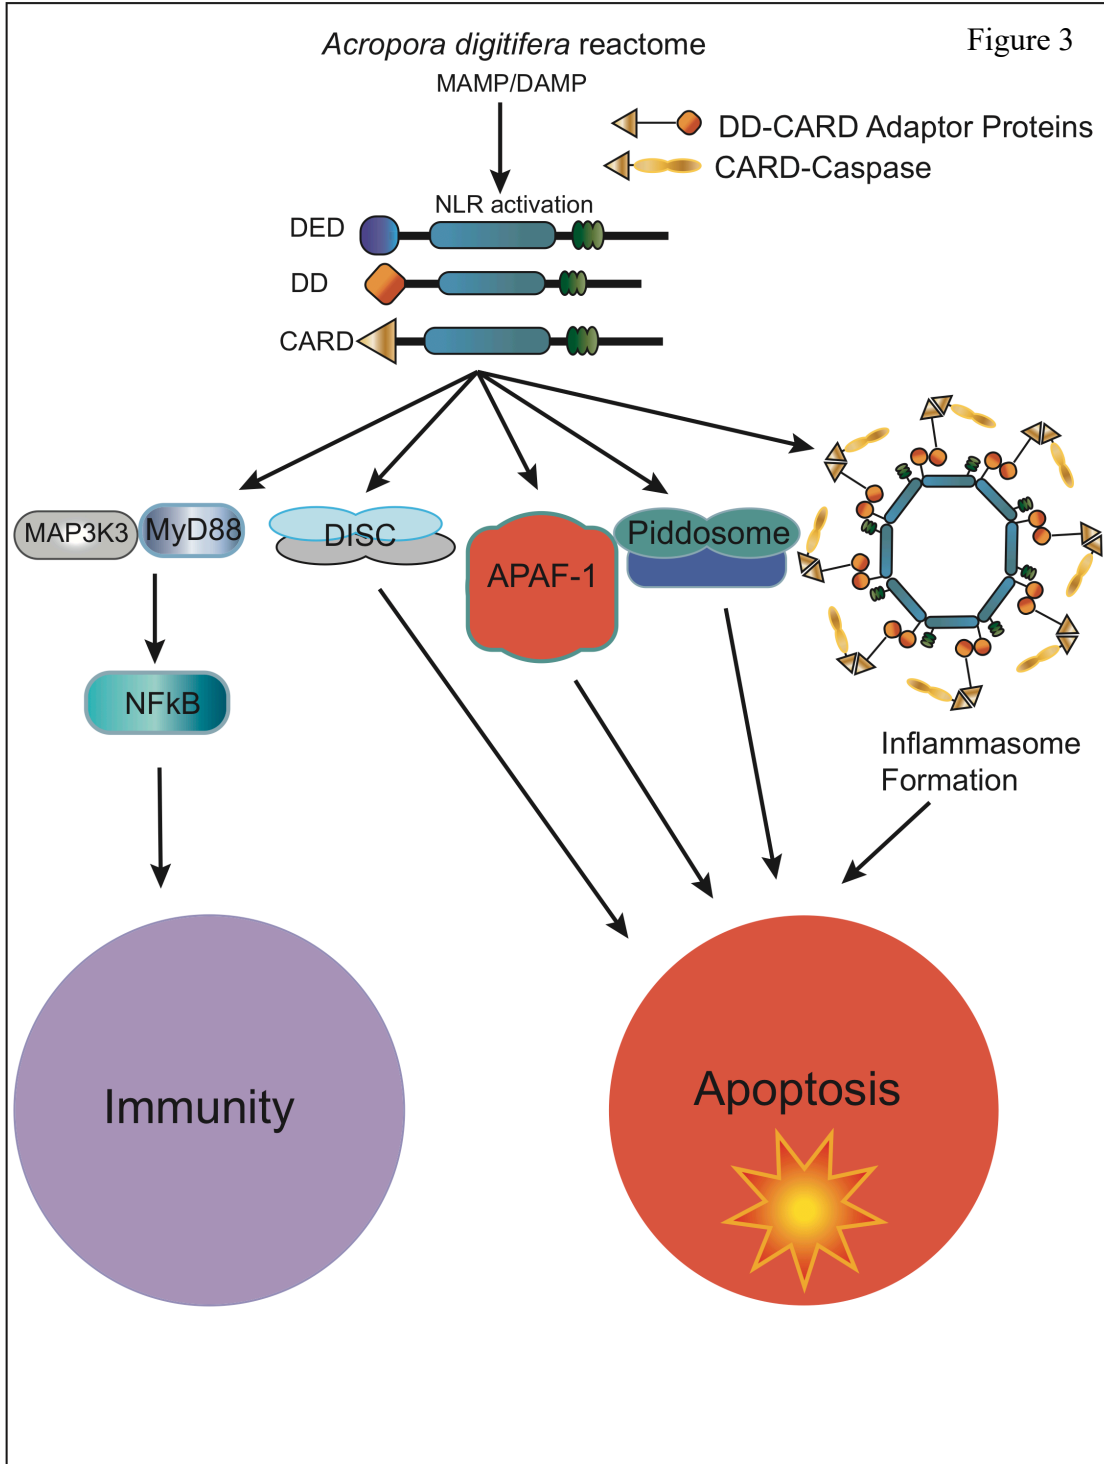 Figure 3
Acropora digitifera reactome
MAMP/DAMP
DD-CARD Adaptor Proteins
CARD-Caspase
NLR activation
DED
DD
CARD
MAP3K3
MyD88
DISC
APAF-1
Piddosome
NFkB
Inflammasome
Formation
Immunity
Apoptosis